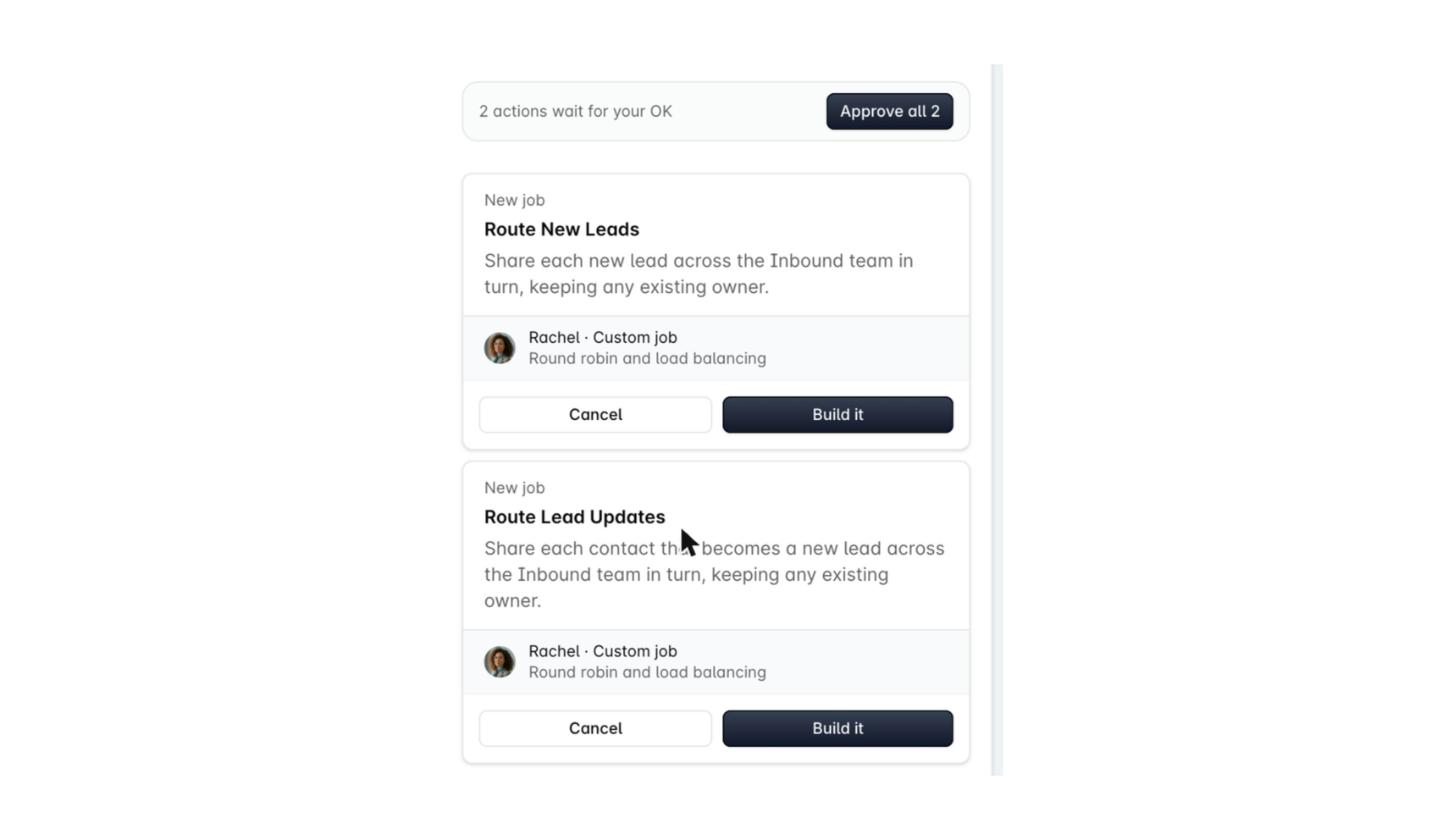 2 actions wait for your OK
Approve all 2
New job
Route New Leads
Share each new lead across the Inbound team in
turn, keeping any existing owner.
Rachel · Custom job
Round robin and load balancing
Cancel
Build it
New job
Route Lead Updates
Share each contact becomes a new lead across
the Inbound team in turn, keeping any existing
owner.
Rachel · Custom job
Round robin and load balancing
Cancel
Build it